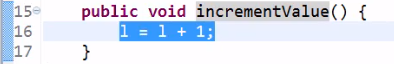 15 public void incrementValue() {
16 l = l + 1;
17 }